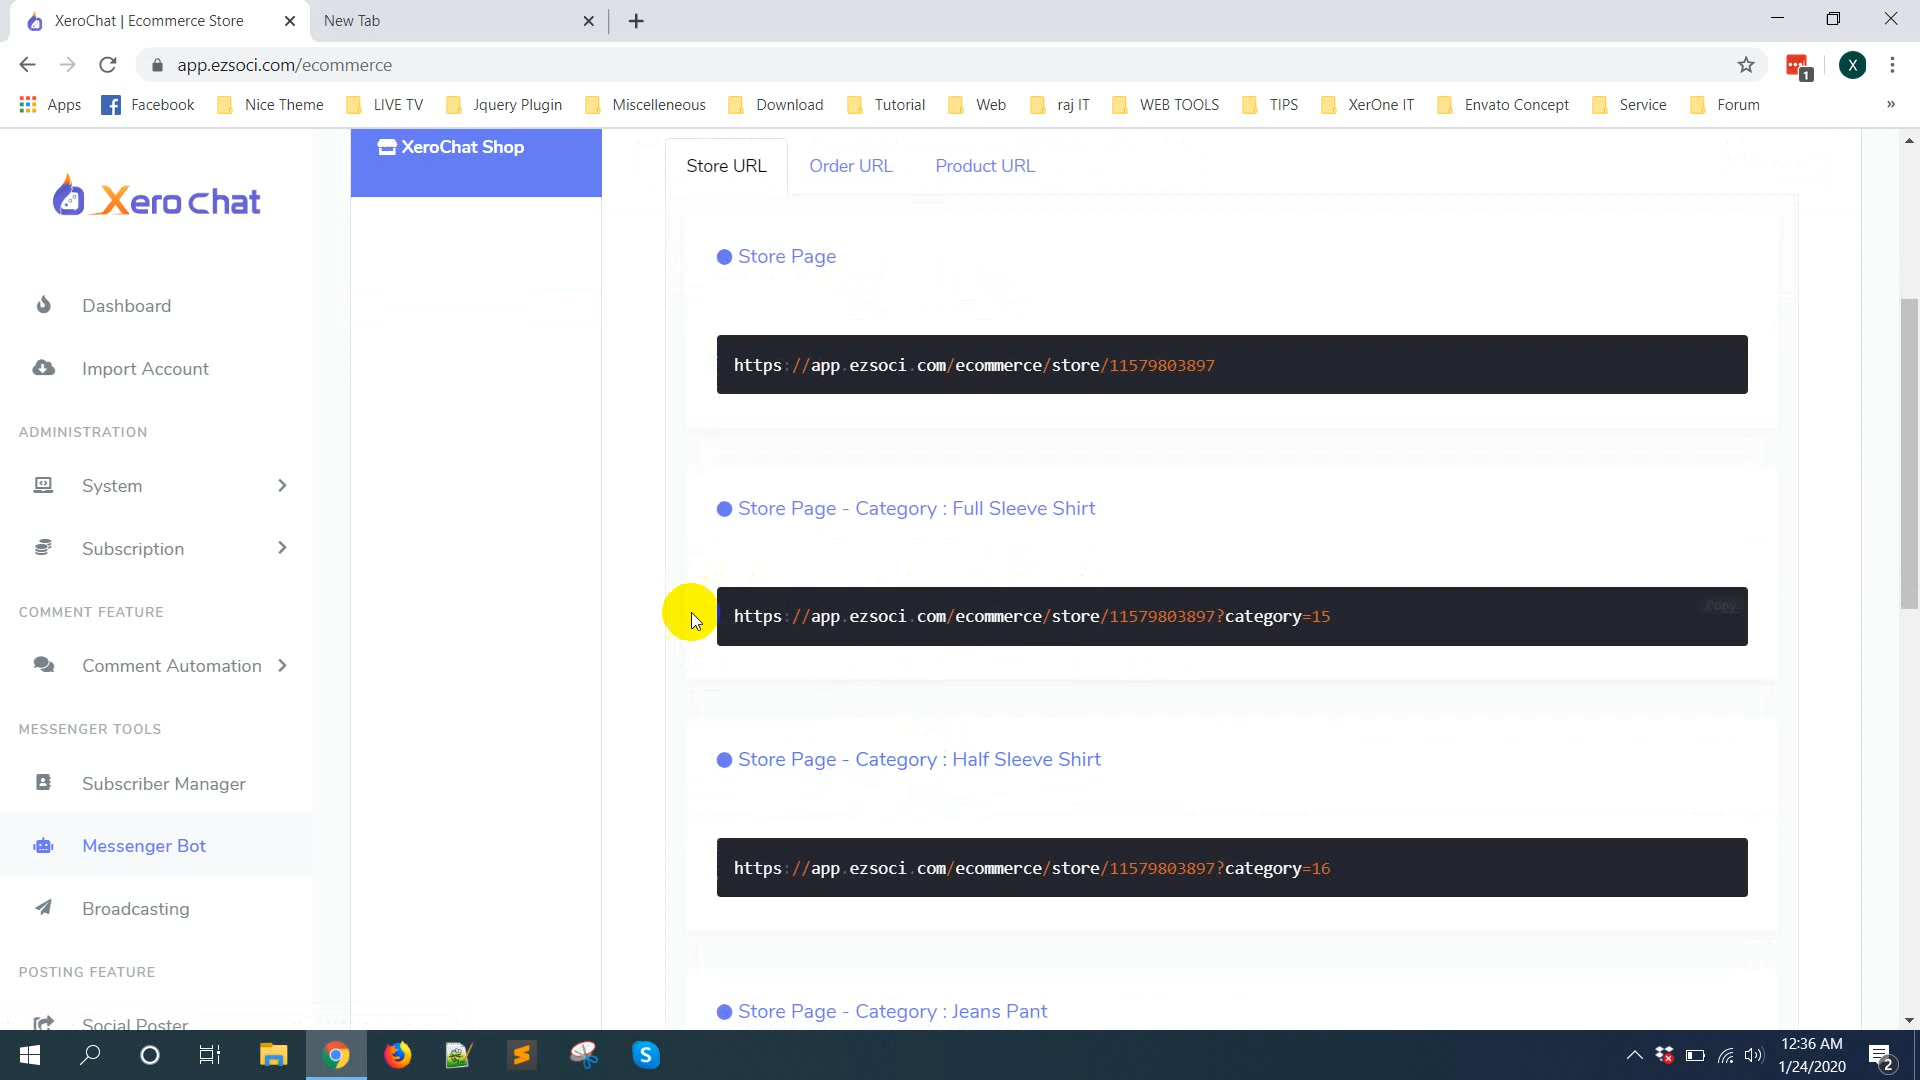 XeroChat | Ecommerce Store
New Tab
app.ezsoci.com/ecommerce
1
X
Apps
Facebook
Nice Theme
LIVE TV
Jquery Plugin
Miscelleneous
Download
Tutorial
Web
raj IT
WEB TOOLS
TIPS
XerOne IT
Envato Concept
Service
Forum
»
Xero chat
Dashboard
Import Account
ADMINISTRATION
System
Subscription
COMMENT FEATURE
Comment Automation
MESSENGER TOOLS
Subscriber Manager
Messenger Bot
Broadcasting
POSTING FEATURE
Social Poster
XeroChat Shop
Store URL
Order URL
Product URL
Store Page
https://app.ezsoci.com/ecommerce/store/11579803897
Store Page - Category : Full Sleeve Shirt
Copy
https://app.ezsoci.com/ecommerce/store/11579803897?category=15
Store Page - Category : Half Sleeve Shirt
https://app.ezsoci.com/ecommerce/store/11579803897?category=16
Store Page - Category : Jeans Pant
12:36 AM
1/24/2020
2